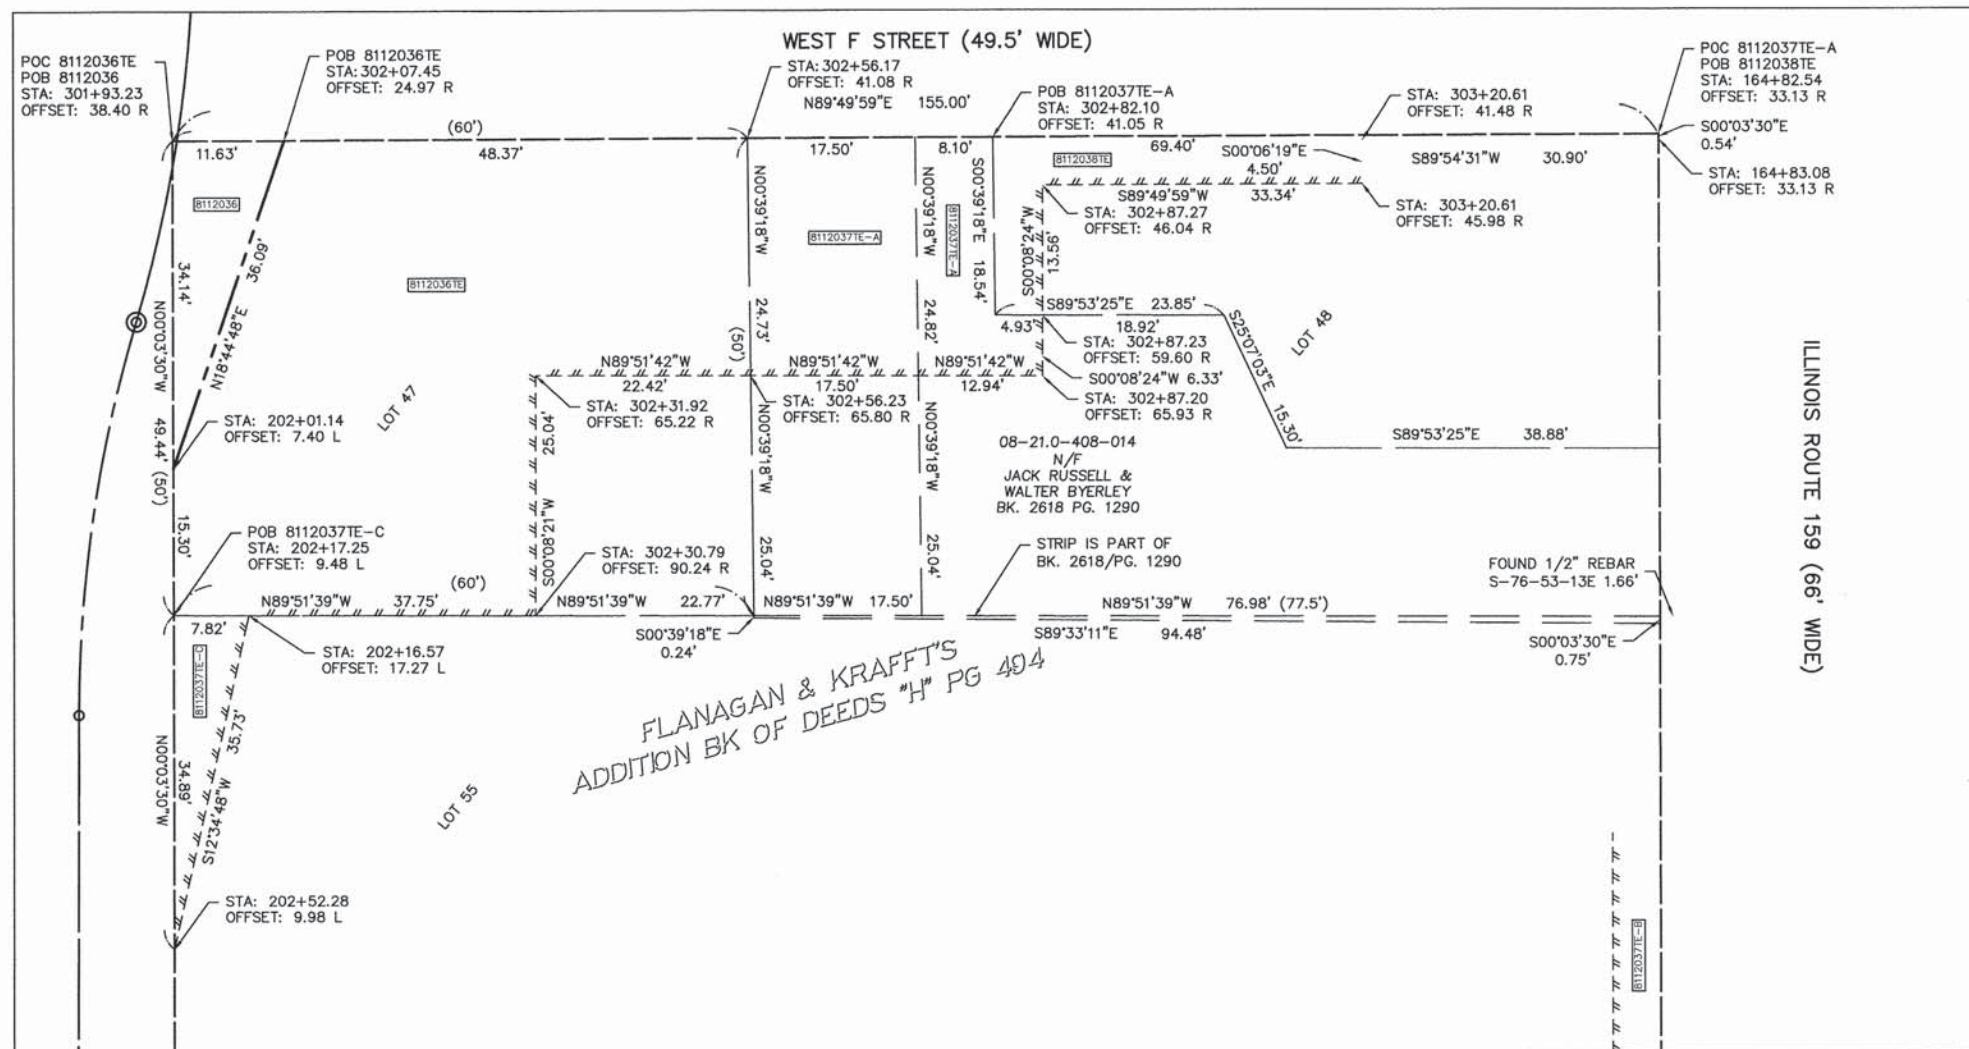 WEST F STREET (49.5' WIDE)
POC 8112036TE
POB 8112036
STA: 301+93.23
OFFSET: 38.40 R
POB 8112036TE
STA: 302+07.45
OFFSET: 24.97 R
STA: 302+56.17
OFFSET: 41.08 R
N89°49'59"E 155.00'
POB 8112037TE-A
STA: 302+82.10
OFFSET: 41.05 R
STA: 303+20.61
OFFSET: 41.48 R
POC 8112037TE-A
POB 8112038TE
STA: 164+82.54
OFFSET: 33.13 R
S00°03'30"E
0.54'
STA: 164+83.08
OFFSET: 33.13 R
(60')
11.63'
48.37'
17.50'
8.10'
69.40'
8112038TE
S00°06'19"E
4.50'
S89°54'31"W 30.90'
S89°49'59"W 33.34'
STA: 302+87.27
OFFSET: 46.04 R
STA: 303+20.61
OFFSET: 45.98 R
8112036
8112036TE
8112037TE-A
8112037TE-A
34.14'
N00°03'30"W 49.44' (50')
15.30'
N18°44'48"E 36.09'
N00°39'18"W 24.73'
N00°39'18"W 24.82'
S00°39'18"E 18.54'
S00°08'24"W
13.56'
S89°53'25"E 23.85'
4.93'
18.92'
S25°07'03"E 15.30'
LOT 48
STA: 302+87.23
OFFSET: 59.60 R
S00°08'24"W 6.33'
STA: 302+87.20
OFFSET: 65.93 R
(50')
N89°51'42"W
22.42'
N89°51'42"W
17.50'
N89°51'42"W
12.94'
STA: 302+31.92
OFFSET: 65.22 R
STA: 302+56.23
OFFSET: 65.80 R
LOT 47
STA: 202+01.14
OFFSET: 7.40 L
S00°08'21"W 25.04'
N00°39'18"W 25.04'
N00°39'18"W 25.04'
08-21.0-408-014
N/F
JACK RUSSELL &
WALTER BYERLEY
BK. 2618 PG. 1290
S89°53'25"E 38.88'
ILLINOIS ROUTE 159 (66' WIDE)
POB 8112037TE-C
STA: 202+17.25
OFFSET: 9.48 L
STA: 302+30.79
OFFSET: 90.24 R
STRIP IS PART OF
BK. 2618/PG. 1290
FOUND 1/2" REBAR
S-76-53-13E 1.66'
(60')
N89°51'39"W 37.75'
N89°51'39"W 22.77'
N89°51'39"W 17.50'
N89°51'39"W 76.98' (77.5')
7.82'
STA: 202+16.57
OFFSET: 17.27 L
S00°39'18"E
0.24'
S89°33'11"E 94.48'
S00°03'30"E
0.75'
8112037TE-C
N00°03'30"W
34.89'
S12°34'48"W 35.73'
FLANAGAN & KRAFFT'S
ADDITION BK OF DEEDS "H" PG 494
LOT 55
STA: 202+52.28
OFFSET: 9.98 L
8112037TE-B